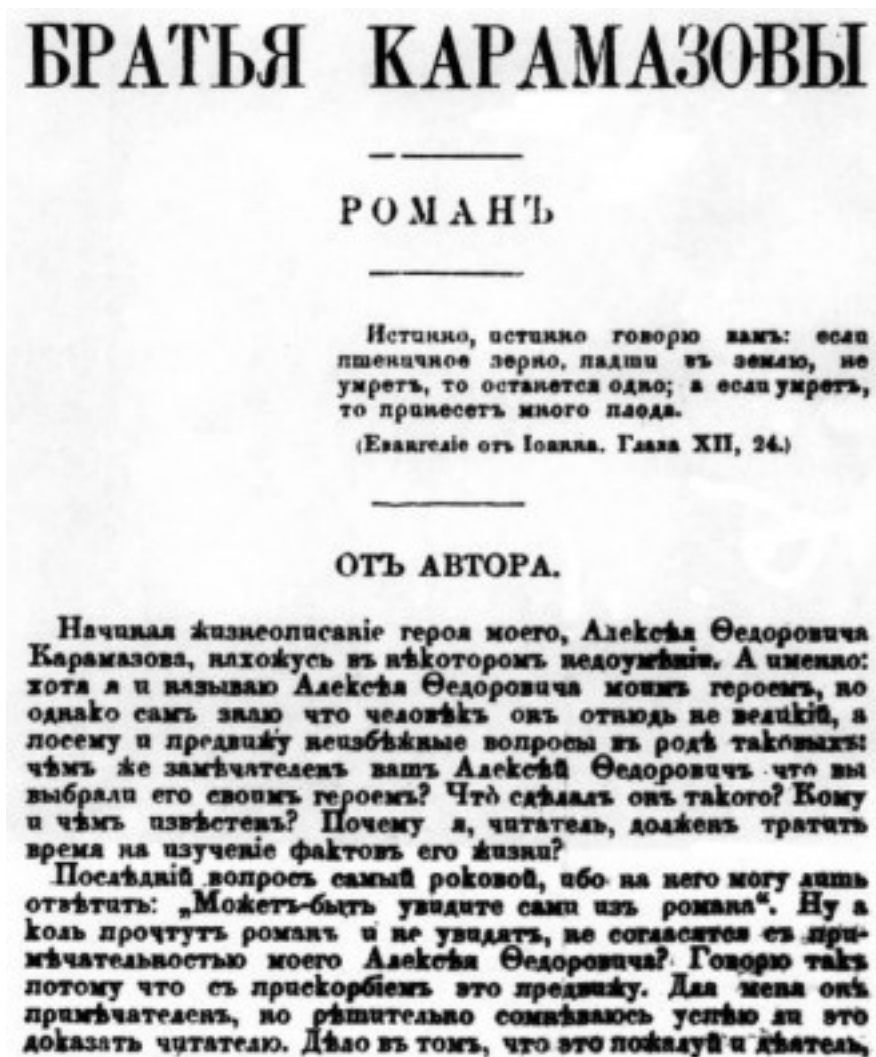 БРАТЬЯ КАРАМАЗОВЫ
РОМАНЪ
Истинно, истинно говорю вамъ: если
пшеничное зерно, падши въ землю, не
умретъ, то останется одно; а если умретъ,
то принесетъ много плода.
(Евангеліе отъ Іоанна. Глава XII, 24.)
ОТЪ АВТОРА.
Начиная жизнеописаніе героя моего, Алексѣя Ѳедоровича
Карамазова, нахожусь въ нѣкоторомъ недоумѣніи. А именно:
хотя я и называю Алексѣя Ѳедоровича моимъ героемъ, но
однако самъ знаю что человѣкъ онъ отнюдь не великій, а
посему и предвижу неизбѣжные вопросы въ родѣ таковыхъ:
чѣмъ же замѣчателенъ вашъ Алексѣй Ѳедоровичъ что вы
выбрали его своимъ героемъ? Что̀ сдѣлалъ онъ такого? Кому
и чѣмъ извѣстенъ? Почему я, читатель, долженъ тратить
время на изученіе фактовъ его жизни?
Послѣдній вопросъ самый роковой, ибо на него могу лишь
отвѣтить: „Можетъ-быть увидите сами изъ романа“. Ну а
коль прочтутъ романъ и не увидятъ, не согласятся съ при-
мѣчательностью моего Алексѣя Ѳедоровича? Говорю такъ
потому что съ прискорбіемъ это предвижу. Для меня онъ
примѣчателенъ, но рѣшительно сомнѣваюсь успѣю ли это
доказать читателю. Дѣло въ томъ, что это пожалуй и дѣятель,